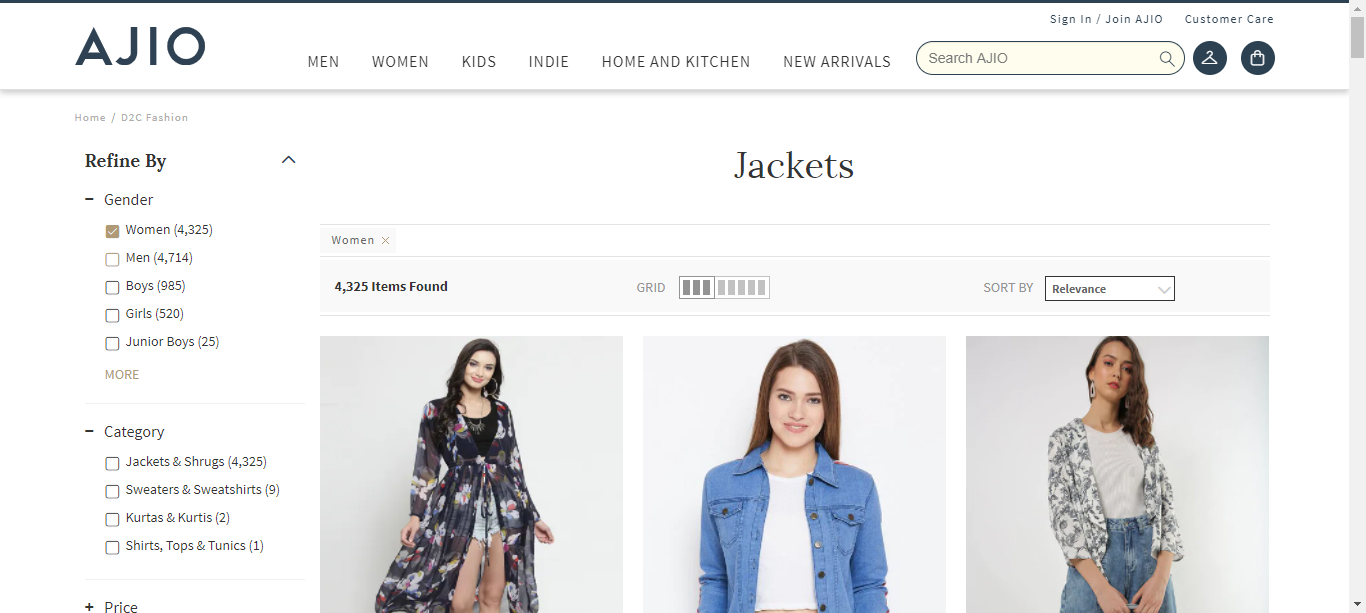 Sign In / Join AJIO Customer Care
AJIO
MEN WOMEN KIDS INDIE HOME AND KITCHEN NEW ARRIVALS
Search AJIO
Home / D2C Fashion
Refine By
Jackets
Gender
Women (4,325)
Men (4,714)
Boys (985)
Girls (520)
Junior Boys (25)
MORE
Category
Jackets & Shrugs (4,325)
Sweaters & Sweatshirts (9)
Kurtas & Kurtis (2)
Shirts, Tops & Tunics (1)
Price
Women
4,325 Items Found
GRID
SORT BY
Relevance